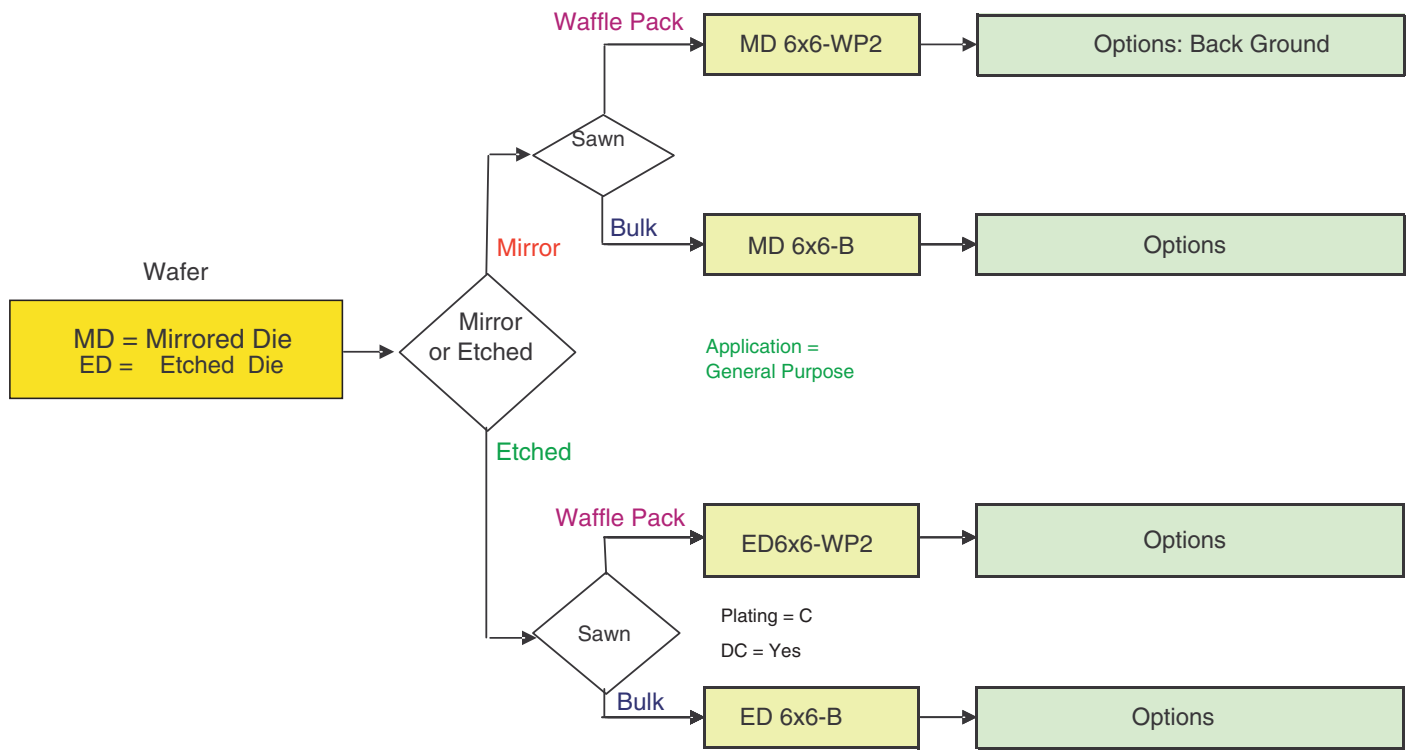 Waffle Pack
MD 6x6-WP2
Options: Back Ground
Sawn
Bulk
MD 6x6-B
Options
Mirror
Wafer
MD = Mirrored Die
ED = Etched Die
Mirror
or Etched
Application =
General Purpose
Etched
Waffle Pack
ED6x6-WP2
Options
Sawn
Plating = C
DC = Yes
Bulk
ED 6x6-B
Options